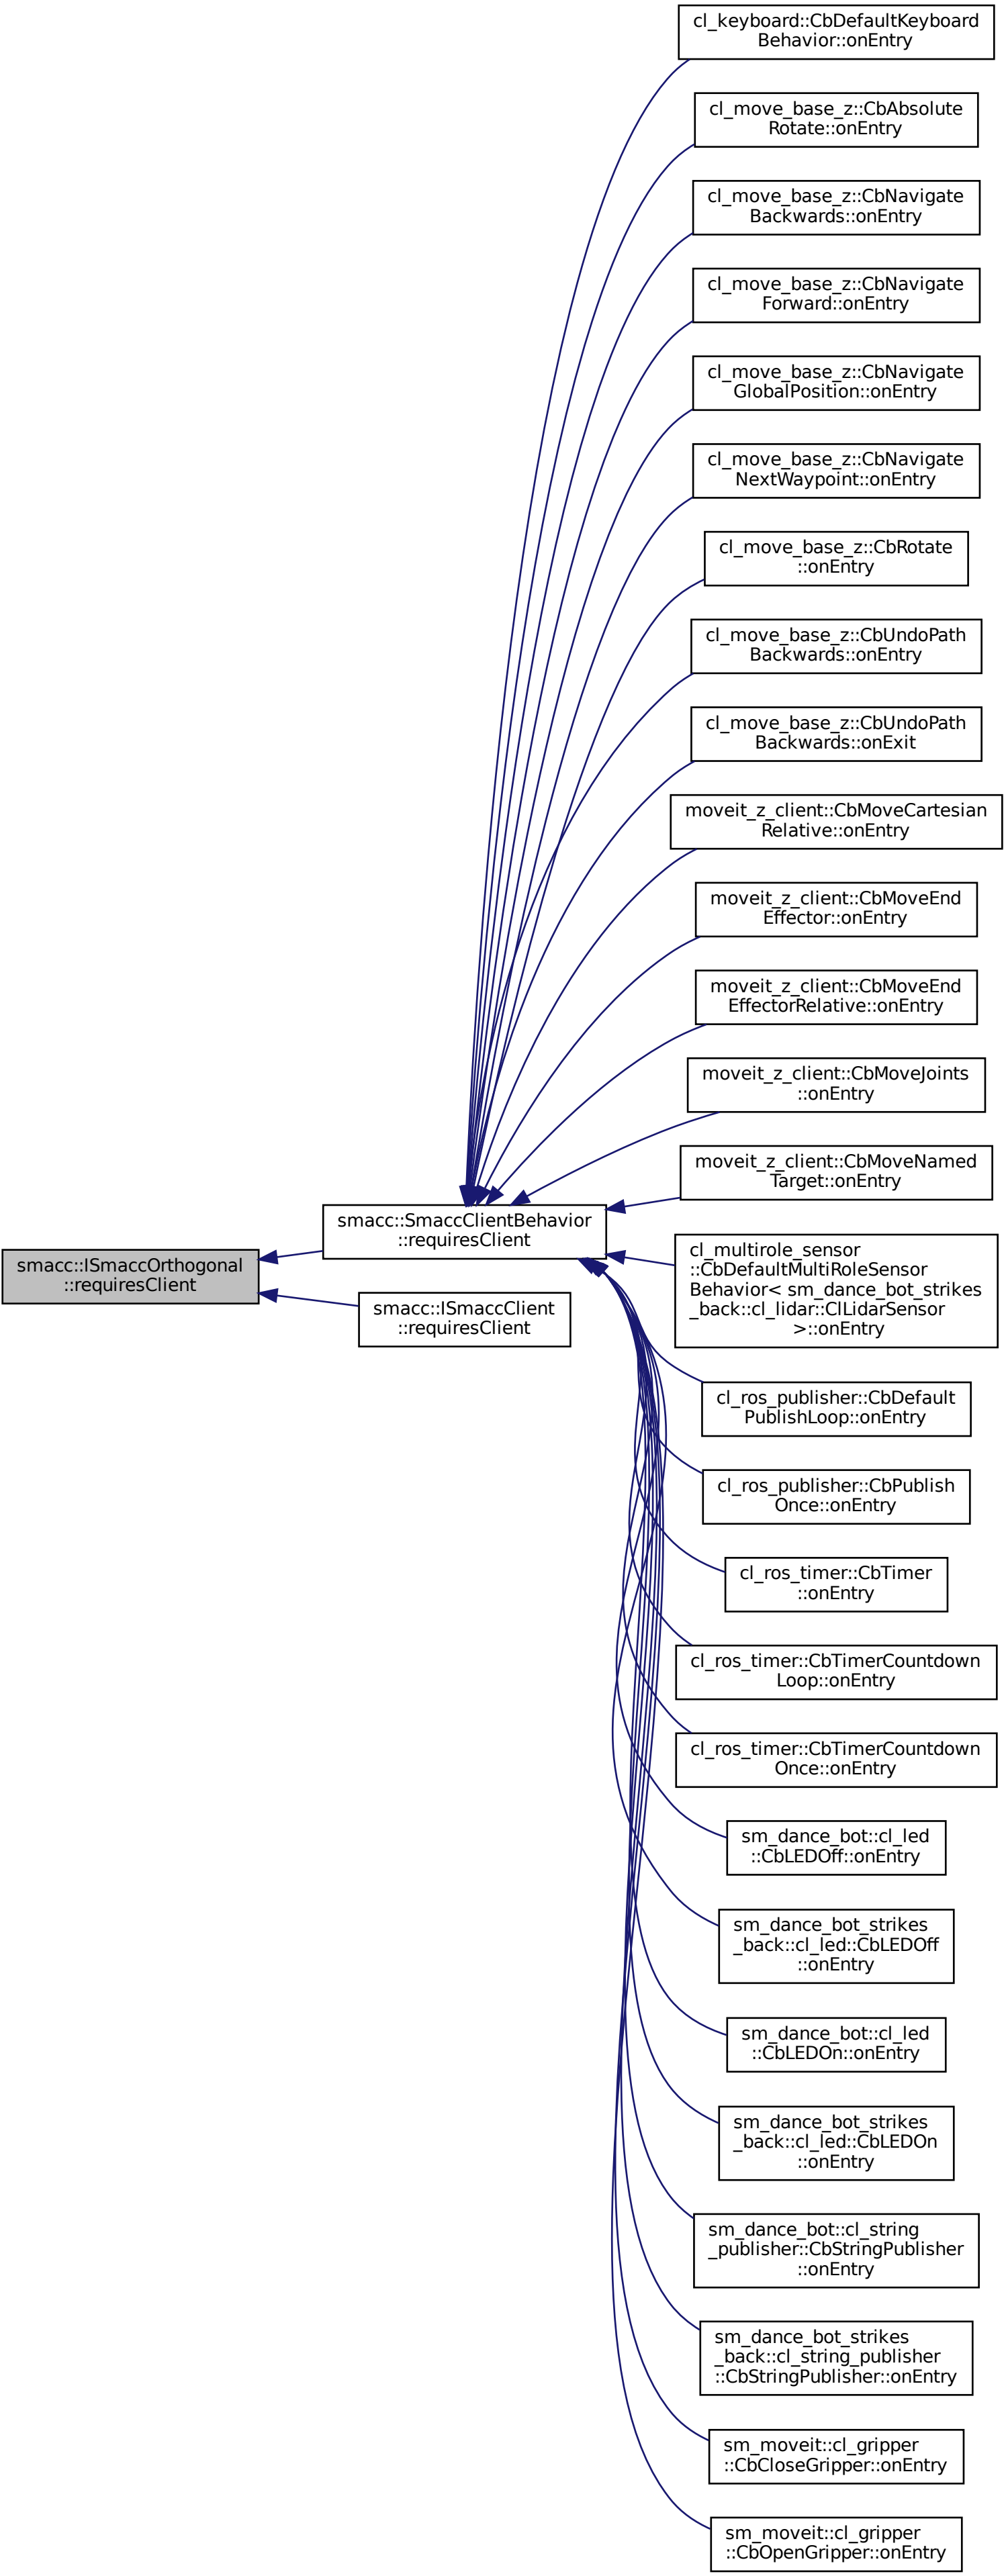 cl_keyboard::CbDefaultKeyboard
Behavior::onEntry
cl_move_base_z::CbAbsolute
Rotate::onEntry
cl_move_base_z::CbNavigate
Backwards::onEntry
cl_move_base_z::CbNavigate
Forward::onEntry
cl_move_base_z::CbNavigate
GlobalPosition::onEntry
cl_move_base_z::CbNavigate
NextWaypoint::onEntry
cl_move_base_z::CbRotate
::onEntry
cl_move_base_z::CbUndoPath
Backwards::onEntry
cl_move_base_z::CbUndoPath
Backwards::onExit
moveit_z_client::CbMoveCartesian
Relative::onEntry
moveit_z_client::CbMoveEnd
Effector::onEntry
moveit_z_client::CbMoveEnd
EffectorRelative::onEntry
moveit_z_client::CbMoveJoints
::onEntry
moveit_z_client::CbMoveNamed
Target::onEntry
smacc::SmaccClientBehavior
::requiresClient
smacc::ISmaccOrthogonal
::requiresClient
smacc::ISmaccClient
::requiresClient
cl_multirole_sensor
::CbDefaultMultiRoleSensor
Behavior< sm_dance_bot_strikes
_back::cl_lidar::ClLidarSensor
>::onEntry
cl_ros_publisher::CbDefault
PublishLoop::onEntry
cl_ros_publisher::CbPublish
Once::onEntry
cl_ros_timer::CbTimer
::onEntry
cl_ros_timer::CbTimerCountdown
Loop::onEntry
cl_ros_timer::CbTimerCountdown
Once::onEntry
sm_dance_bot::cl_led
::CbLEDOff::onEntry
sm_dance_bot_strikes
_back::cl_led::CbLEDOff
::onEntry
sm_dance_bot::cl_led
::CbLEDOn::onEntry
sm_dance_bot_strikes
_back::cl_led::CbLEDOn
::onEntry
sm_dance_bot::cl_string
_publisher::CbStringPublisher
::onEntry
sm_dance_bot_strikes
_back::cl_string_publisher
::CbStringPublisher::onEntry
sm_moveit::cl_gripper
::CbCloseGripper::onEntry
sm_moveit::cl_gripper
::CbOpenGripper::onEntry